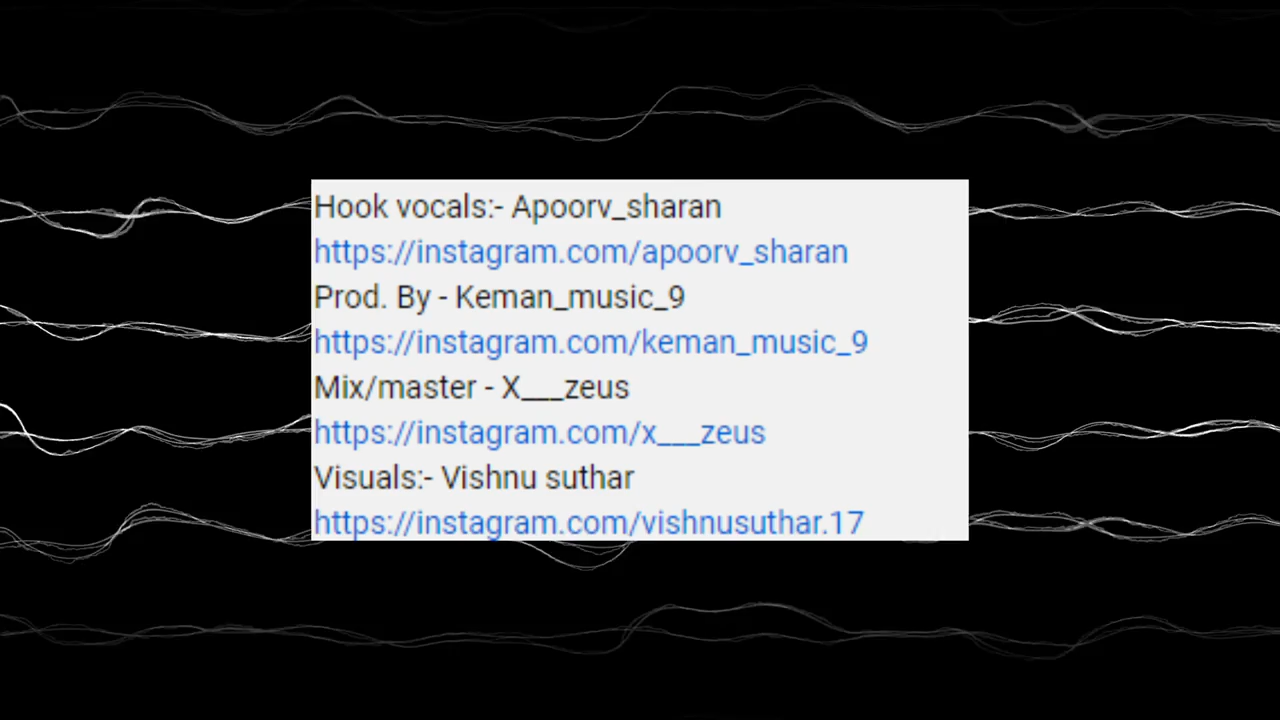 Hook vocals:- Apoorv_sharan
https://instagram.com/apoorv_sharan
Prod. By - Keman_music_9
https://instagram.com/keman_music_9
Mix/master - X___zeus
https://instagram.com/x___zeus
Visuals:- Vishnu suthar
https://instagram.com/vishnusuthar.17